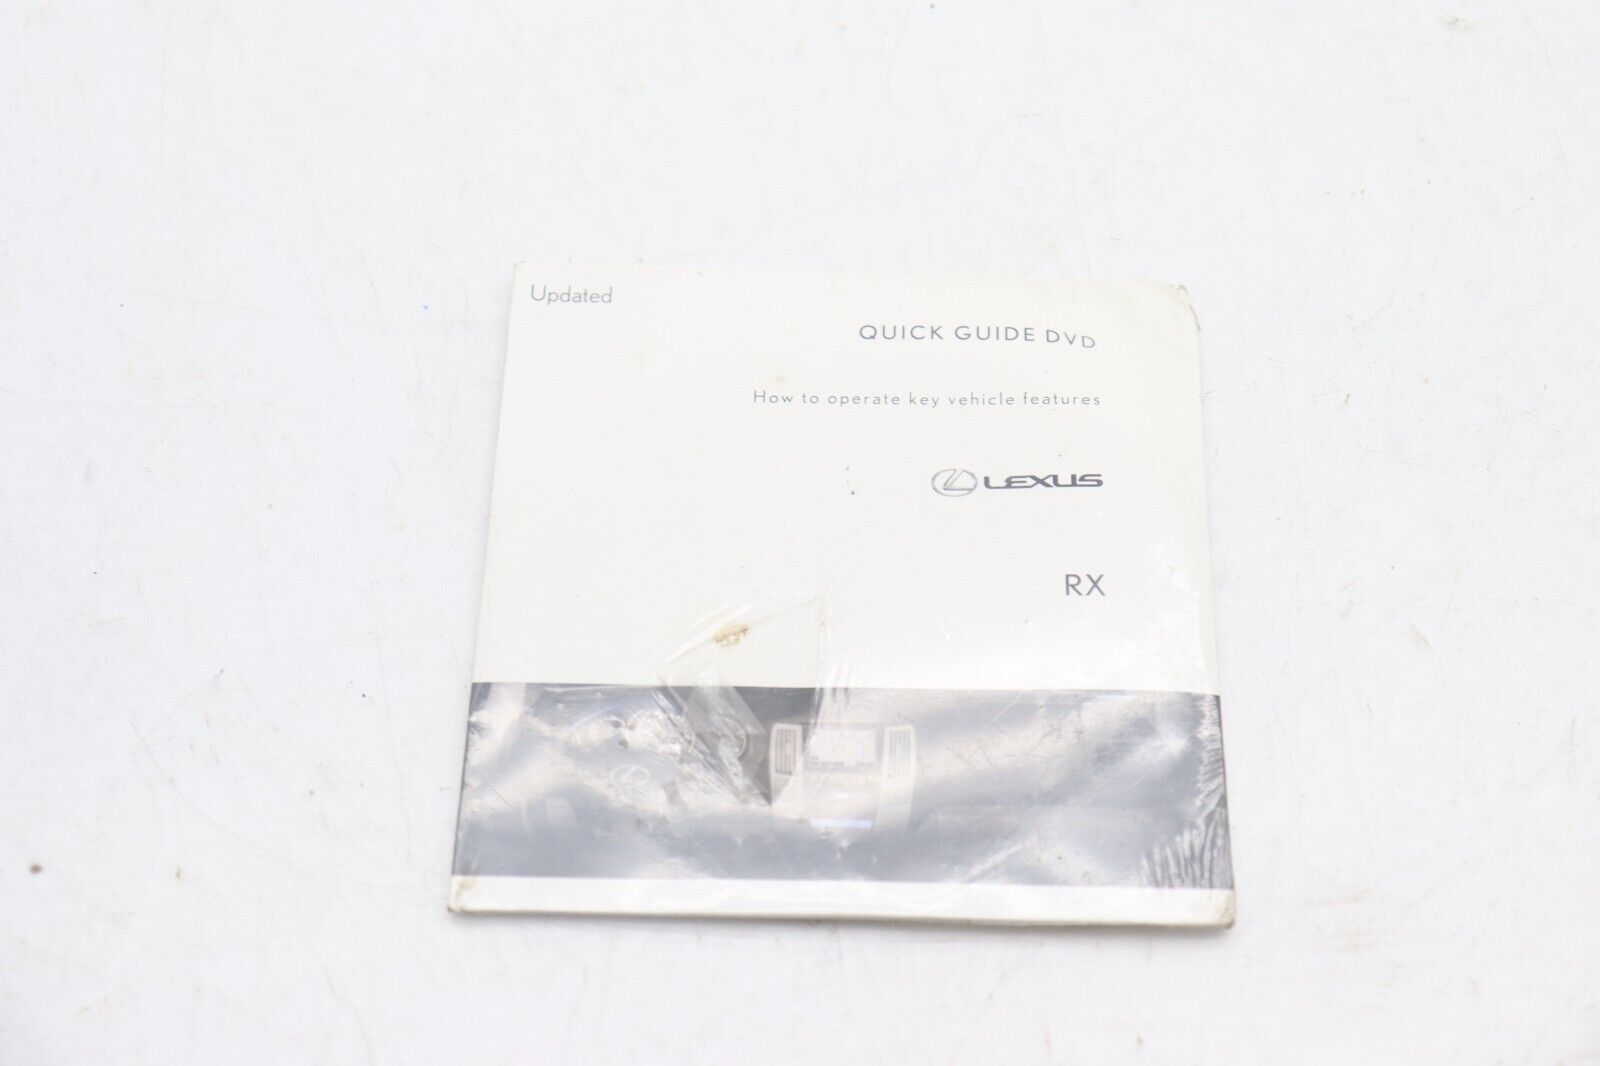 Updated
QUICK GUIDE DVD
How to operate key vehicle features
LEXUS
RX